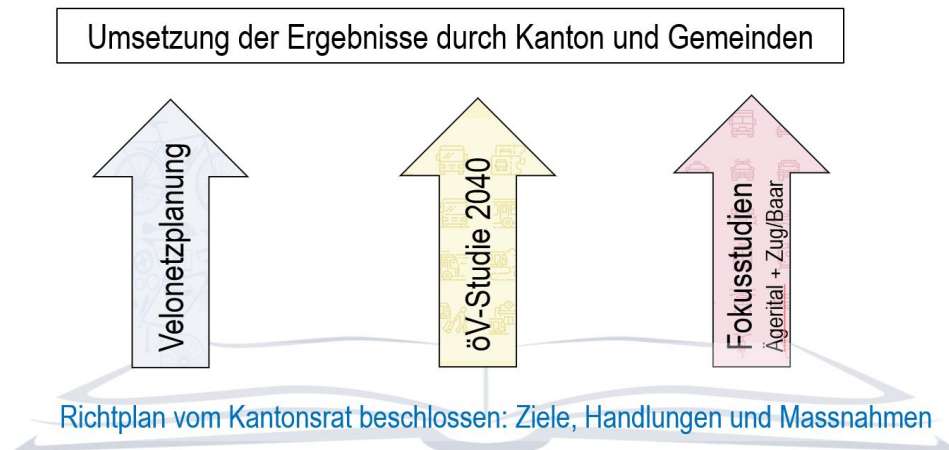 Umsetzung der Ergebnisse durch Kanton und Gemeinden
Velonetzplanung
öV-Studie 2040
Fokusstudien
Ägerital + Zug/Baar
Richtplan vom Kantonsrat beschlossen: Ziele, Handlungen und Massnahmen